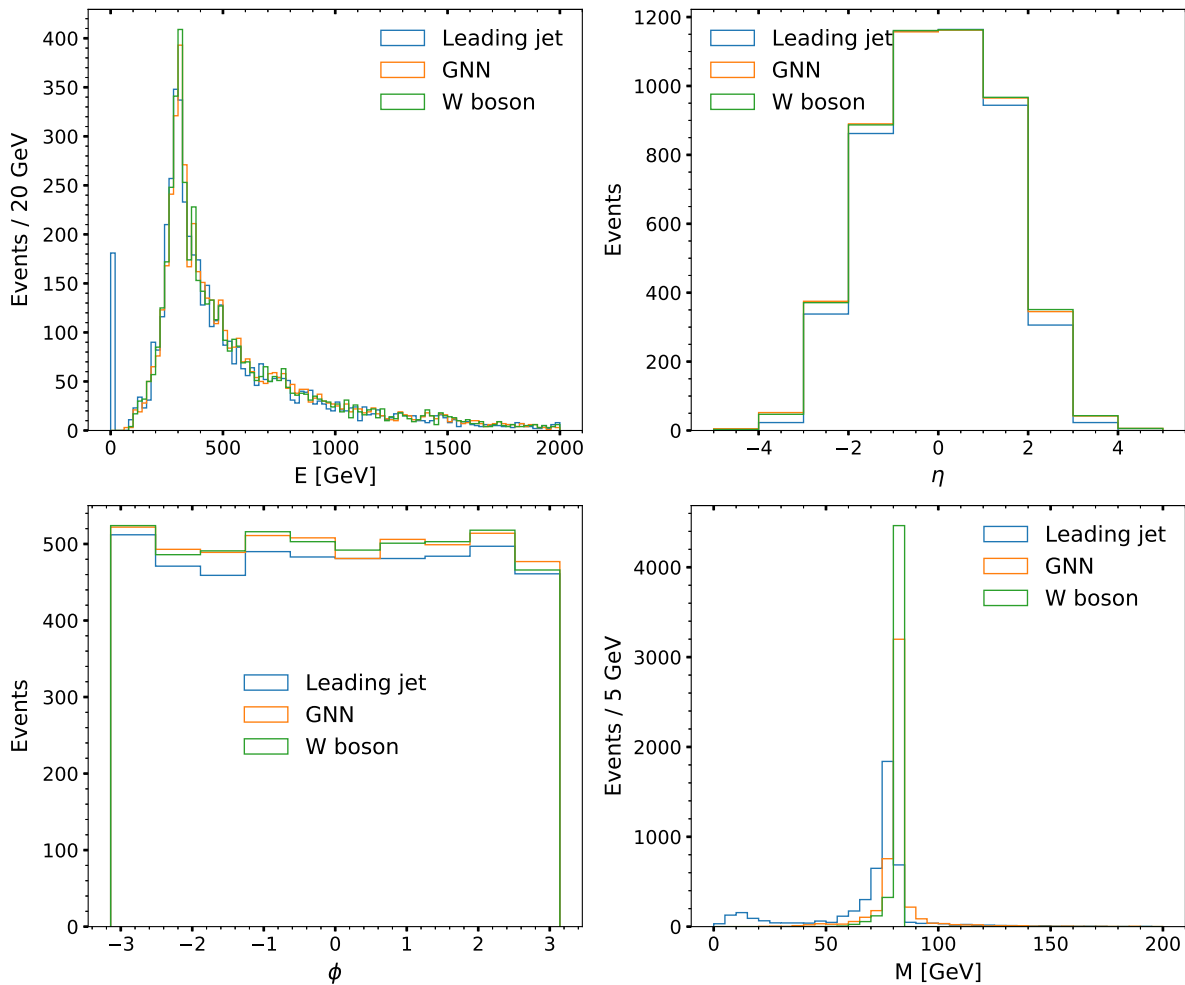 Leading jet
GNN
W boson
Events / 20 GeV
400
350
300
250
200
150
100
50
0
0
500
1000
1500
2000
E [GeV]
Leading jet
GNN
W boson
Events
1200
1000
800
600
400
200
0
−4
−2
0
2
4
η
Leading jet
GNN
W boson
Events
500
400
300
200
100
0
−3
−2
−1
0
1
2
3
ϕ
Leading jet
GNN
W boson
Events / 5 GeV
4000
3000
2000
1000
0
0
50
100
150
200
M [GeV]